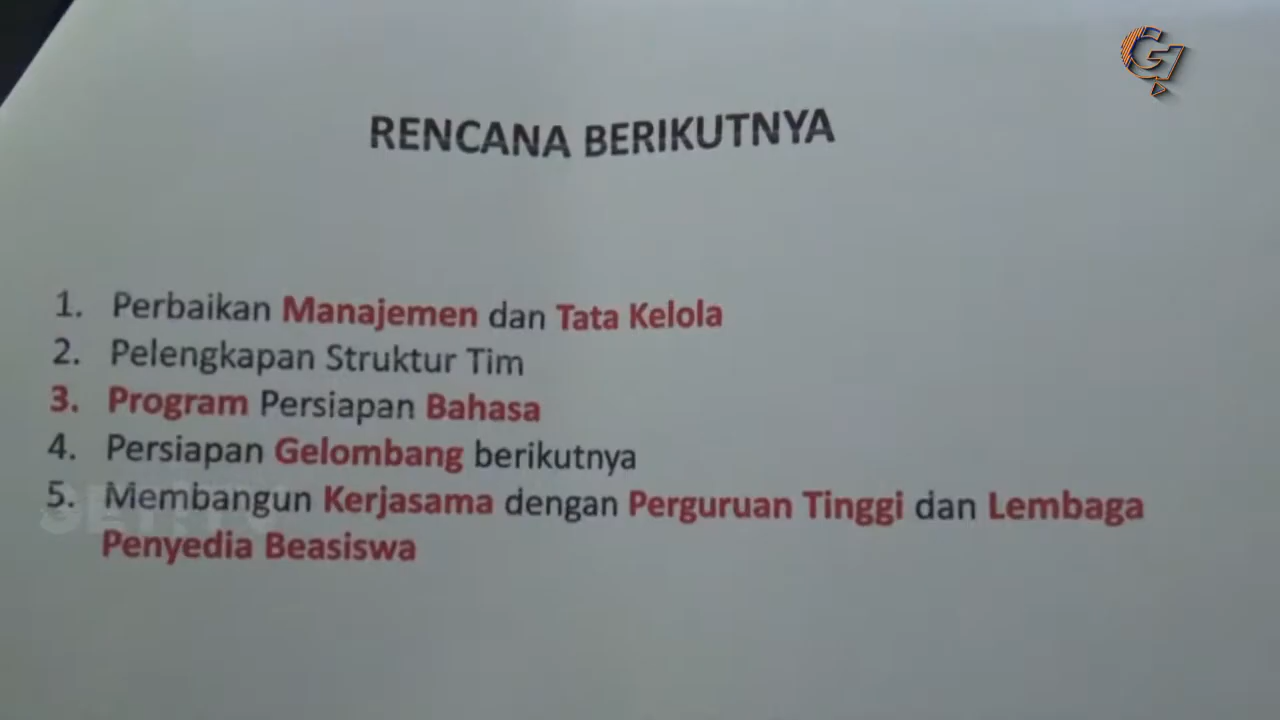 RENCANA BERIKUTNYA
1. Perbaikan Manajemen dan Tata Kelola
2. Pelengkapan Struktur Tim
3. Program Persiapan Bahasa
4. Persiapan Gelombang berikutnya
5. Membangun Kerjasama dengan Perguruan Tinggi dan Lembaga
Penyedia Beasiswa